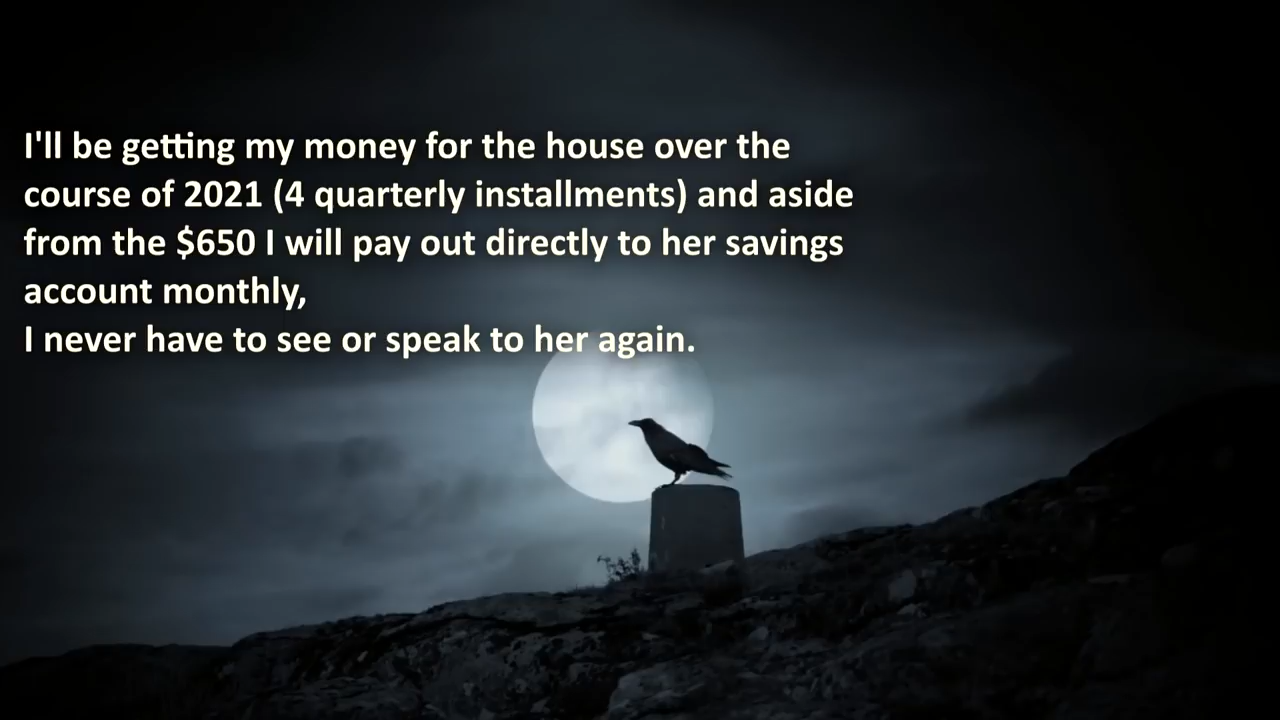 I'll be getting my money for the house over the
course of 2021 (4 quarterly installments) and aside
from the $650 I will pay out directly to her savings
account monthly,
I never have to see or speak to her again.